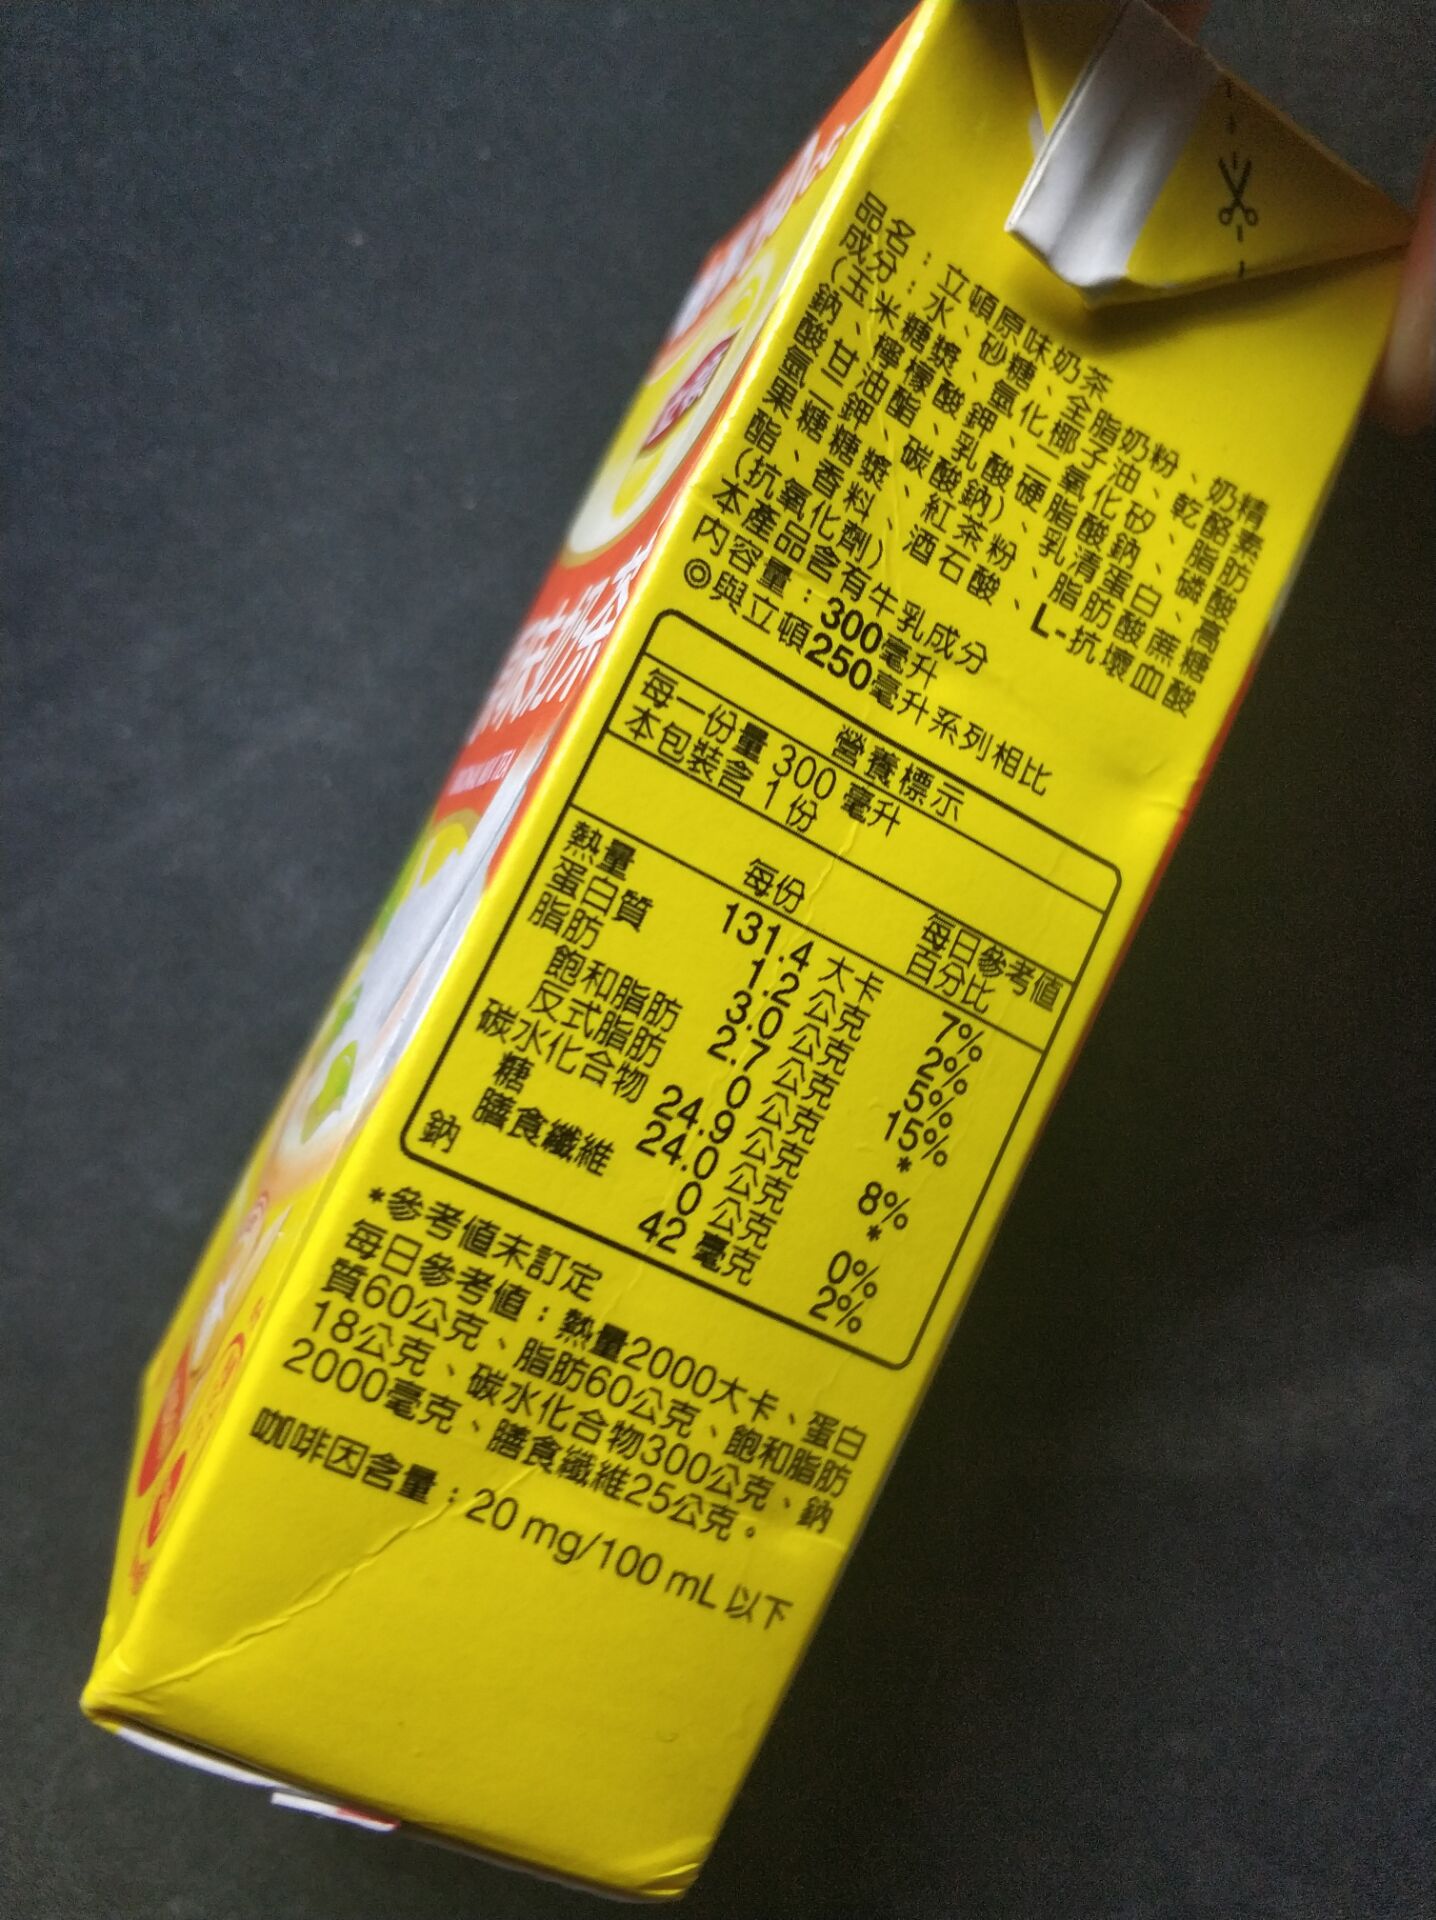 品名：立頓原味奶茶
成分：水、砂糖、全脂奶粉、奶精
（玉米糖漿、氫化椰子油、乾酪素
鈉、檸檬酸鉀、二氧化矽、脂肪
酸甘油酯、乳酸硬脂酸鈉、磷酸
氫二鉀、碳酸鈉）、乳清蛋白、高
果糖糖漿、紅茶粉、脂肪酸蔗糖
酯、香料、酒石酸、L-抗壞血酸
（抗氧化劑）
本產品含有牛乳成分
內容量：300毫升
◎與立頓250毫升系列相比
營養標示
每一份量 300 毫升
本包裝含 1 份
每份 每日參考值百分比
熱量 131.4 大卡 7%
蛋白質 1.2 公克 2%
脂肪 3.0 公克 5%
飽和脂肪 2.7 公克 15%
反式脂肪 0 公克 *
碳水化合物 24.9 公克 8%
糖 24.0 公克 *
膳食纖維 0 公克 0%
鈉 42 毫克 2%
*參考值未訂定
每日參考值：熱量2000大卡、蛋白
質60公克、脂肪60公克、飽和脂肪
18公克、碳水化合物300公克、鈉
2000毫克、膳食纖維25公克。
咖啡因含量：20 mg/100 mL 以下
味奶茶